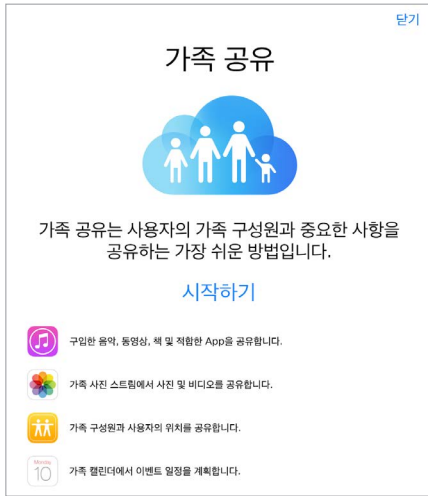 닫기
가족 공유
가족 공유는 사용자의 가족 구성원과 중요한 사항을
공유하는 가장 쉬운 방법입니다.
시작하기
구입한 음악, 동영상, 책 및 적합한 App을 공유합니다.
가족 사진 스트림에서 사진 및 비디오를 공유합니다.
가족 구성원과 사용자의 위치를 공유합니다.
Monday
10
가족 캘린더에서 이벤트 일정을 계획합니다.